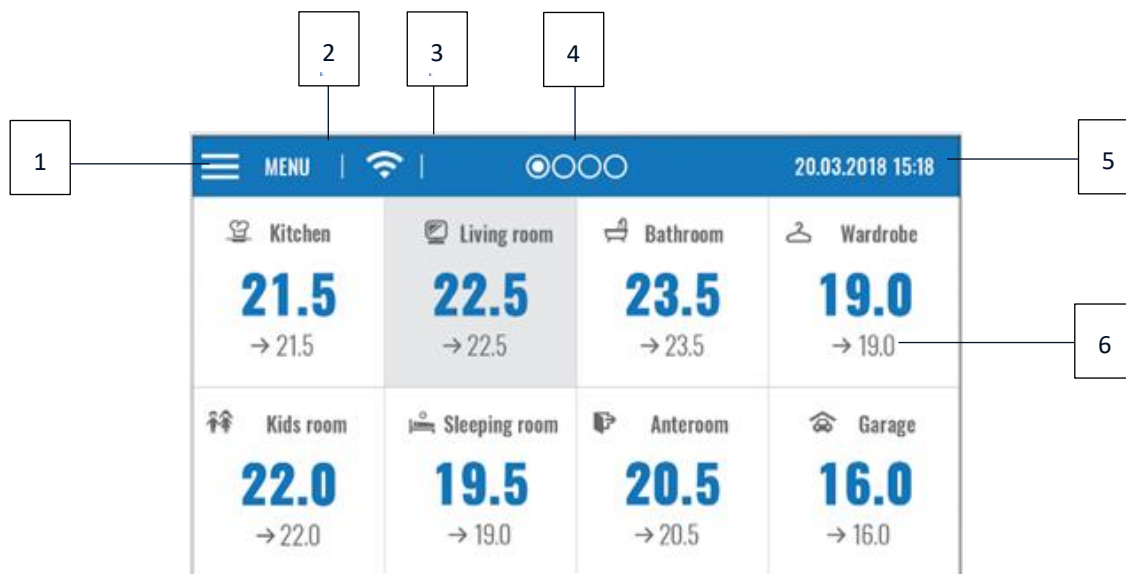 2 3 4
1 MENU | | 20.03.2018 15:18 5
Kitchen Living room Bathroom Wardrobe
21.5 22.5 23.5 19.0
→ 21.5 → 22.5 → 23.5 → 19.0 6
Kids room Sleeping room Anteroom Garage
22.0 19.5 20.5 16.0
→ 22.0 → 19.0 → 20.5 → 16.0